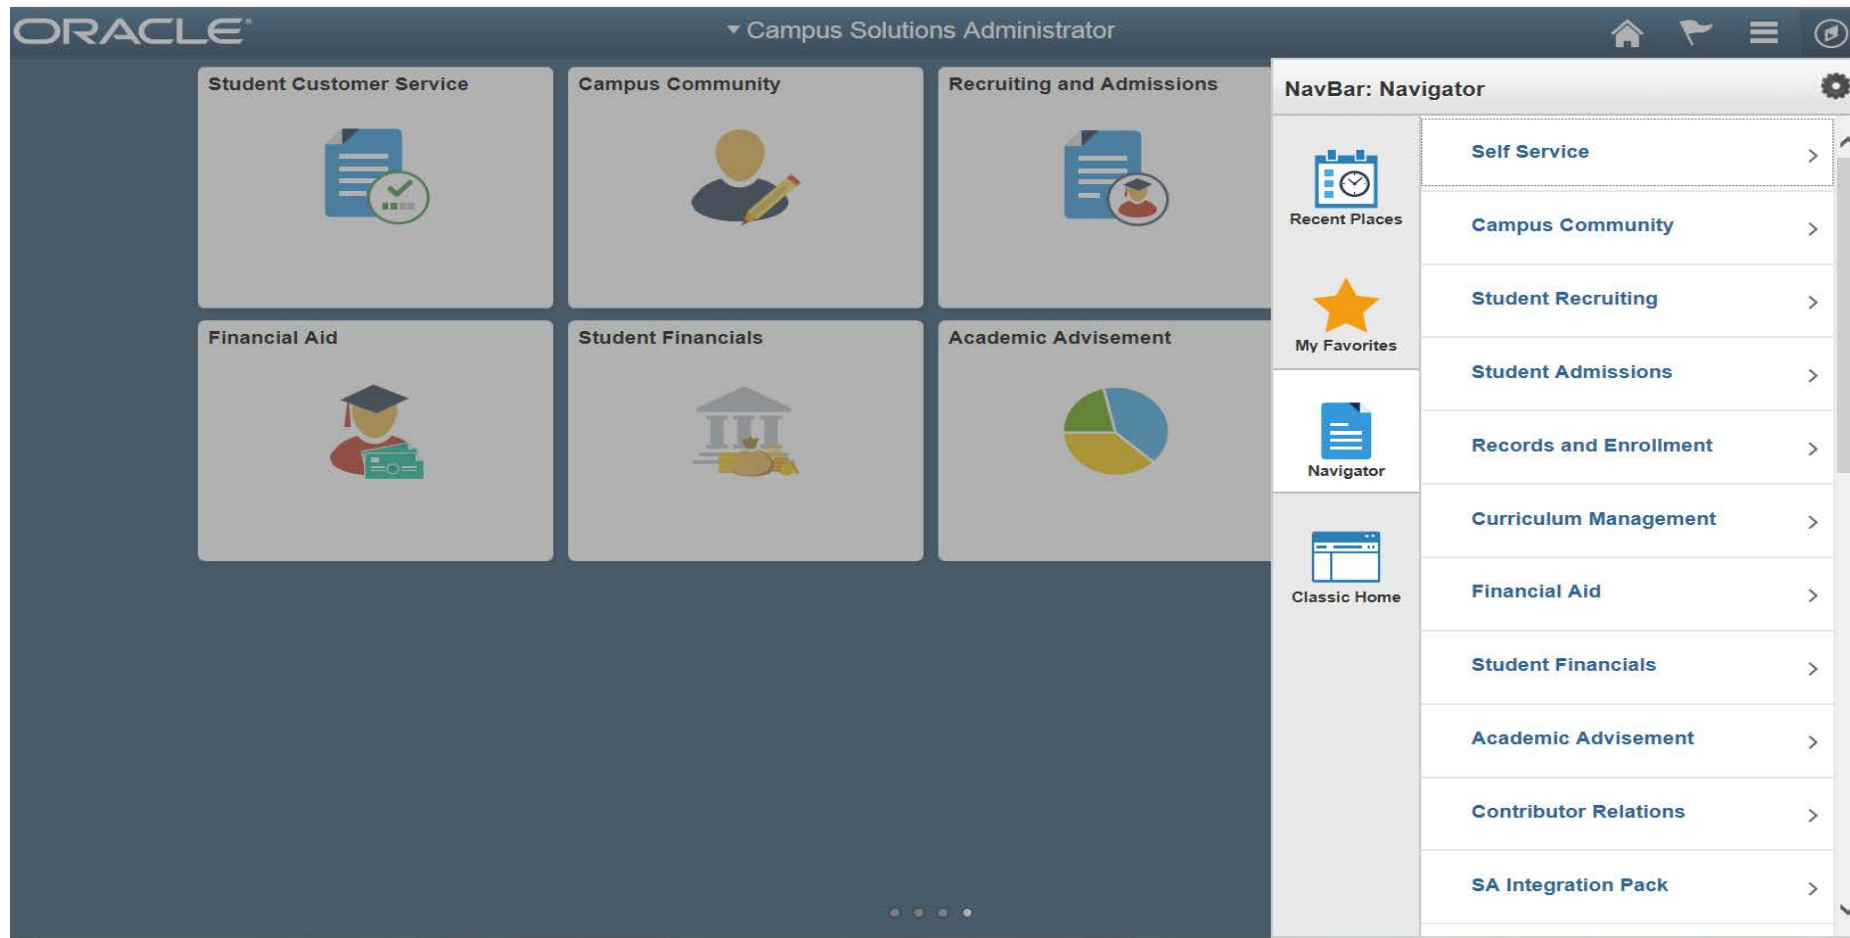 ORACLE
Campus Solutions Administrator
Student Customer Service
Campus Community
Recruiting and Admissions
Financial Aid
Student Financials
Academic Advisement
NavBar: Navigator
Recent Places
My Favorites
Navigator
Classic Home
Self Service
Campus Community
Student Recruiting
Student Admissions
Records and Enrollment
Curriculum Management
Financial Aid
Student Financials
Academic Advisement
Contributor Relations
SA Integration Pack